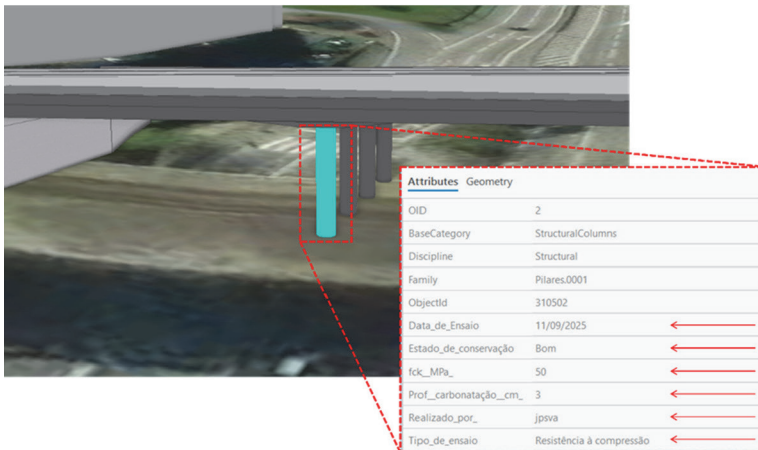 Attributes Geometry
OID 2
BaseCategory StructuralColumns
Discipline Structural
Family Pilares.0001
ObjectId 310502
Data_de_Ensaio 11/09/2025
Estado_de_conservação Bom
fck__MPa_ 50
Prof__carbonatação__cm_ 3
Realizado_por_ jpsva
Tipo_de_ensaio Resistência à compressão